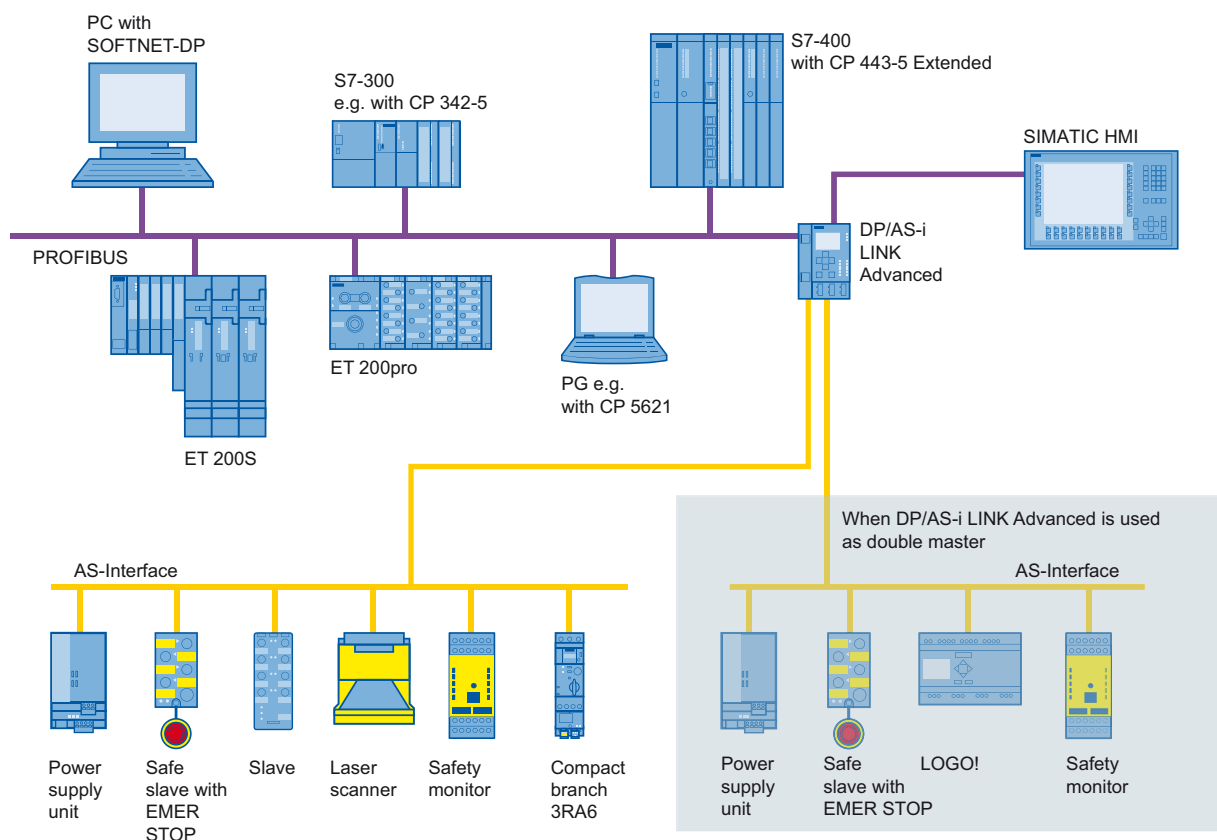 PC with
SOFTNET-DP
S7-300
e.g. with CP 342-5
S7-400
with CP 443-5 Extended
SIMATIC HMI
PROFIBUS
DP/AS-i
LINK
Advanced
ET 200S
ET 200pro
PG e.g.
with CP 5621
When DP/AS-i LINK Advanced is used
as double master
AS-Interface
AS-Interface
Power
supply
unit
Safe
slave with
EMER
STOP
Slave
Laser
scanner
Safety
monitor
Compact
branch
3RA6
Power
supply
unit
Safe
slave with
EMER STOP
LOGO!
Safety
monitor